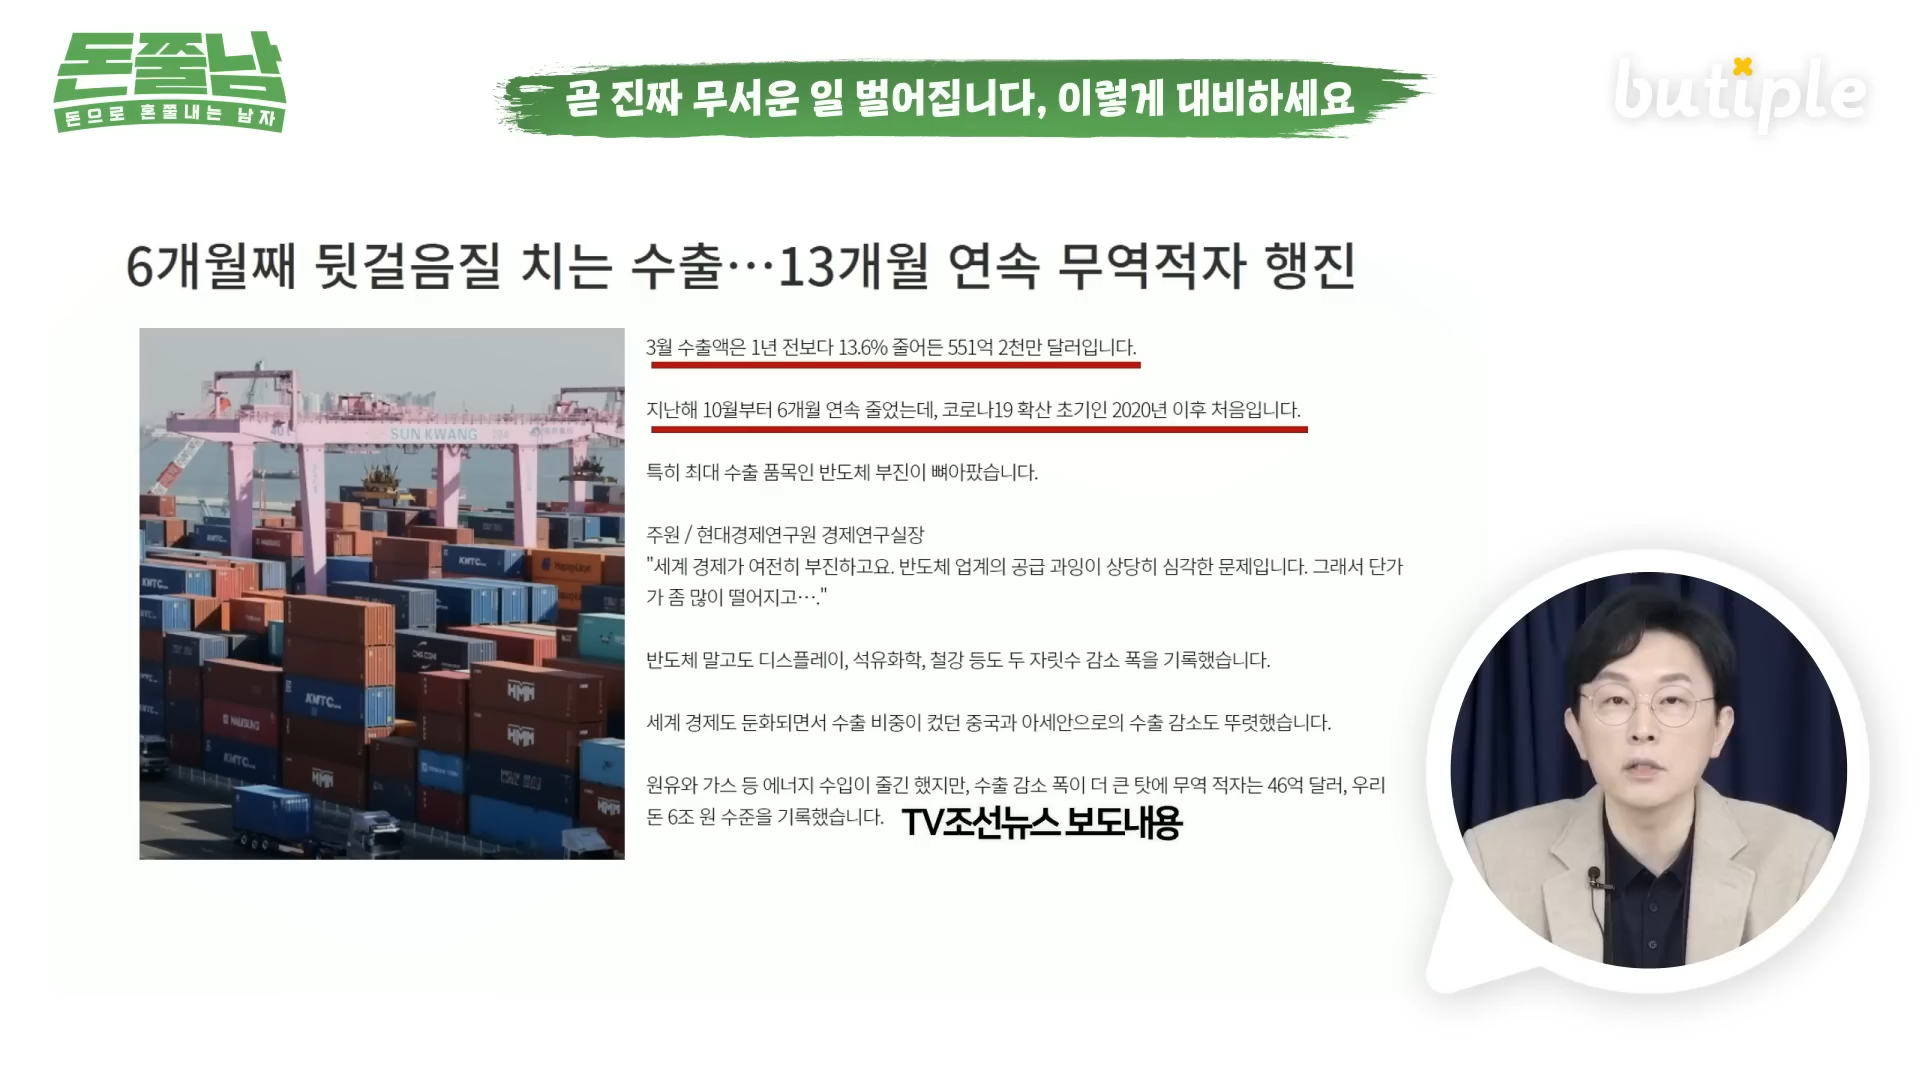 돈쭐남
돈으로 혼쭐내는 남자
곧 진짜 무서운 일 벌어집니다, 이렇게 대비하세요
butiple
6개월째 뒷걸음질 치는 수출…13개월 연속 무역적자 행진
3월 수출액은 1년 전보다 13.6% 줄어든 551억 2천만 달러입니다.
지난해 10월부터 6개월 연속 줄었는데, 코로나19 확산 초기인 2020년 이후 처음입니다.
특히 최대 수출 품목인 반도체 부진이 뼈아팠습니다.
주원 / 현대경제연구원 경제연구실장
"세계 경제가 여전히 부진하고요. 반도체 업계의 공급 과잉이 상당히 심각한 문제입니다. 그래서 단가
가 좀 많이 떨어지고…."
반도체 말고도 디스플레이, 석유화학, 철강 등도 두 자릿수 감소 폭을 기록했습니다.
세계 경제도 둔화되면서 수출 비중이 컸던 중국과 아세안으로의 수출 감소도 뚜렷했습니다.
원유와 가스 등 에너지 수입이 줄긴 했지만, 수출 감소 폭이 더 큰 탓에 무역 적자는 46억 달러, 우리
돈 6조 원 수준을 기록했습니다.
TV조선뉴스 보도내용
SUN KWANG
KMTC
KMTC
KMTC
HMM
HMM
HMM
KMTC
HMM